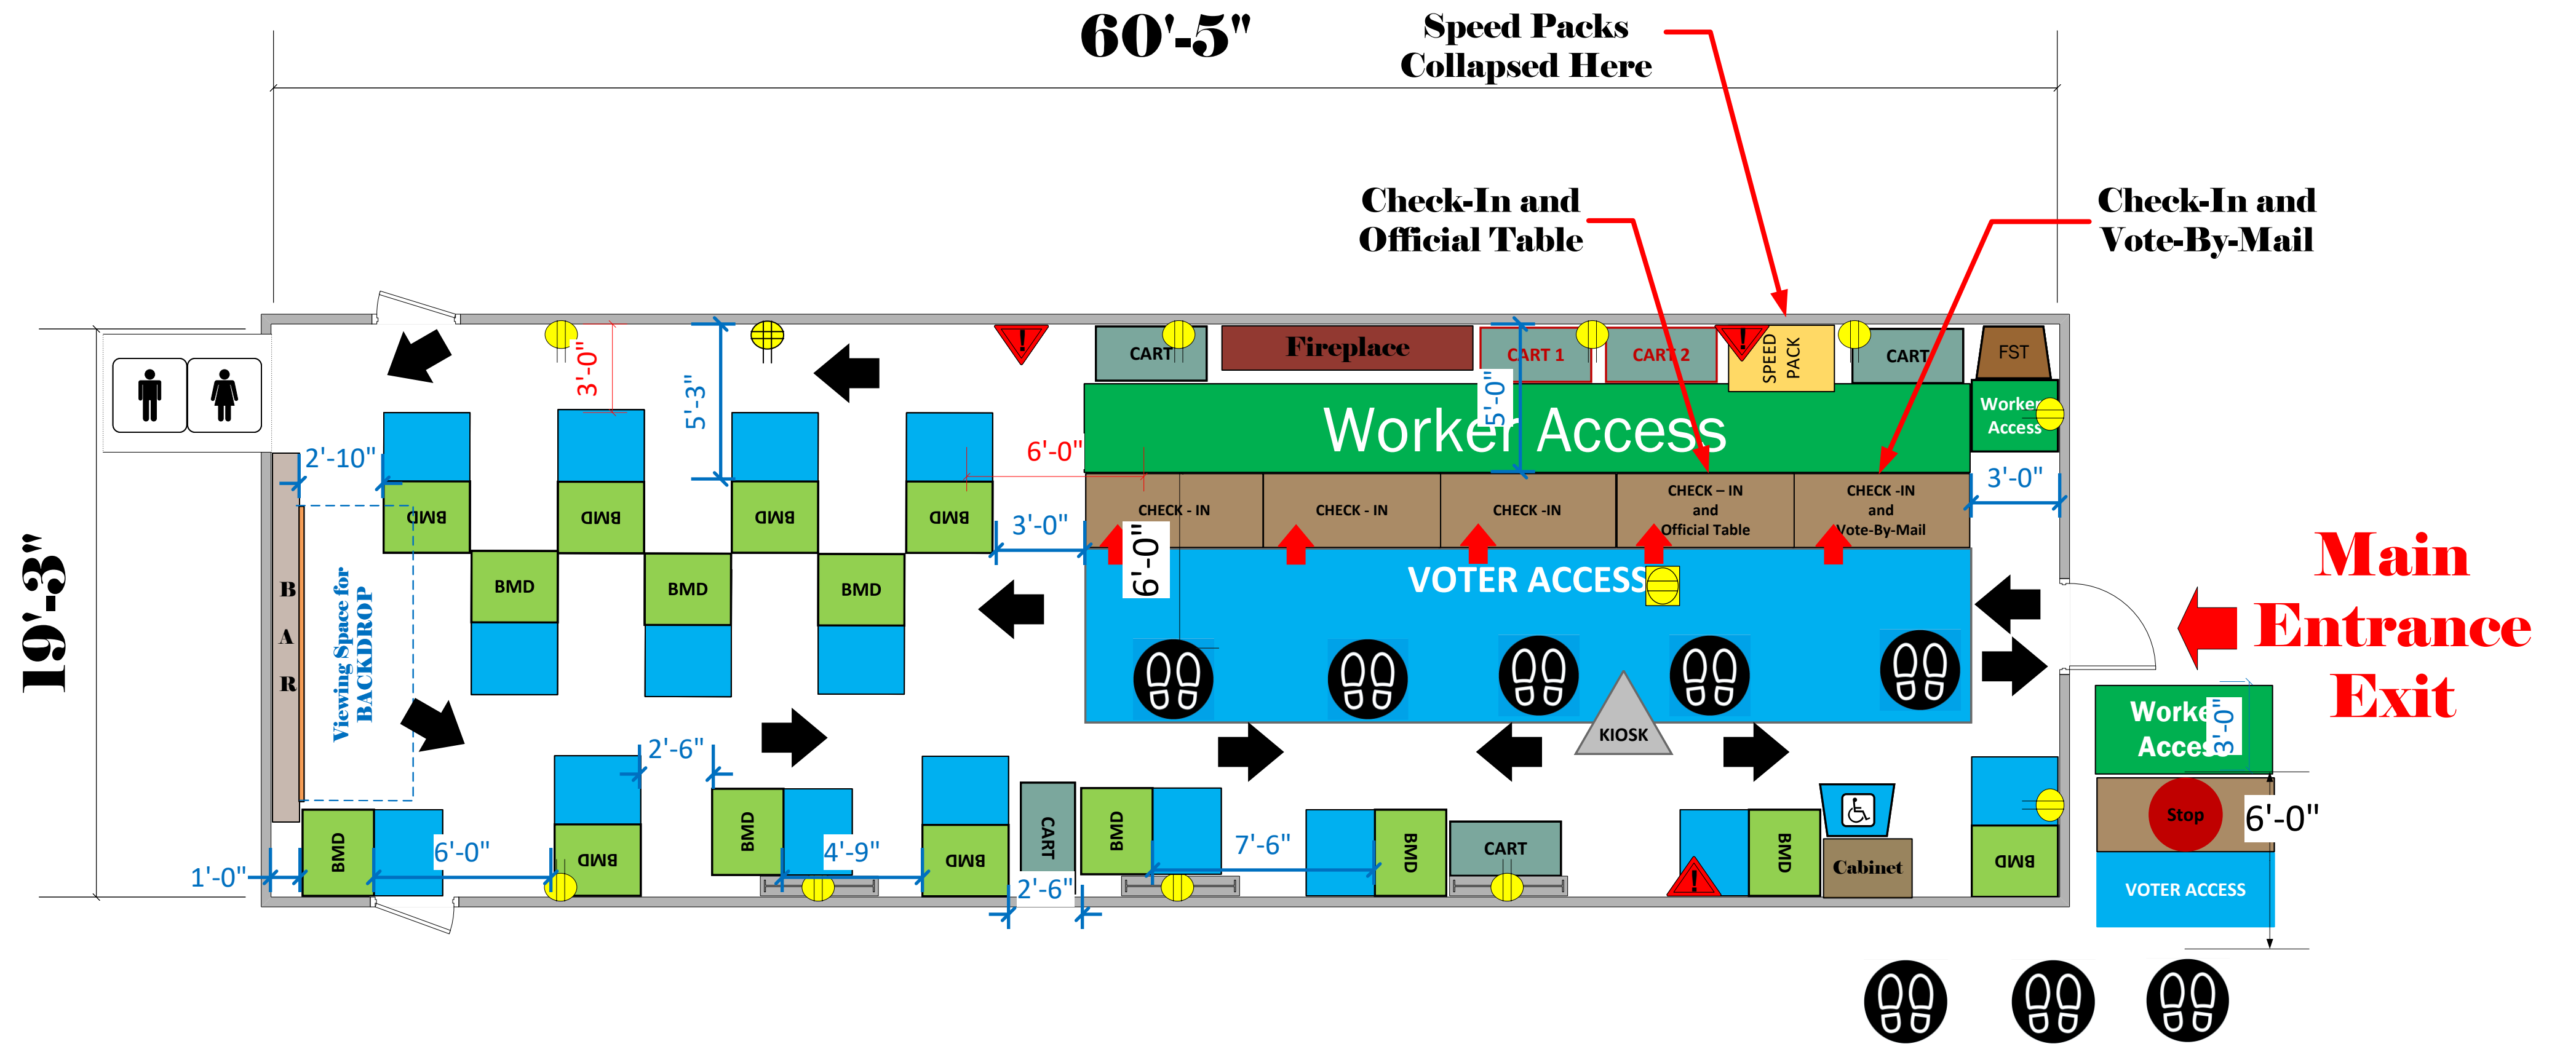 60'-5"
Speed Packs
Collapsed Here
Check-In and
Official Table
Check-In and
Vote-By-Mail
19'-3"
3'-0"
5'-3"
CART
Fireplace
CART 1
CART 2
SPEED
PACK
CART
FST
5'-0"
Worker Access
Worker
Access
2'-10"
6'-0"
3'-0"
BMD
BMD
BMD
BMD
3'-0"
CHECK - IN
CHECK - IN
CHECK -IN
CHECK – IN
and
Official Table
CHECK -IN
and
Vote-By-Mail
6'-0"
BMD
BMD
BMD
VOTER ACCESS
B
A
R
Viewing Space for
BACKDROP
Main
Entrance
Exit
KIOSK
Worke
Acces
3'-0"
2'-6"
BMD
6'-0"
BMD
BMD
4'-9"
BMD
CART
BMD
7'-6"
BMD
CART
BMD
Cabinet
BMD
Stop
6'-0"
1'-0"
2'-6"
VOTER ACCESS